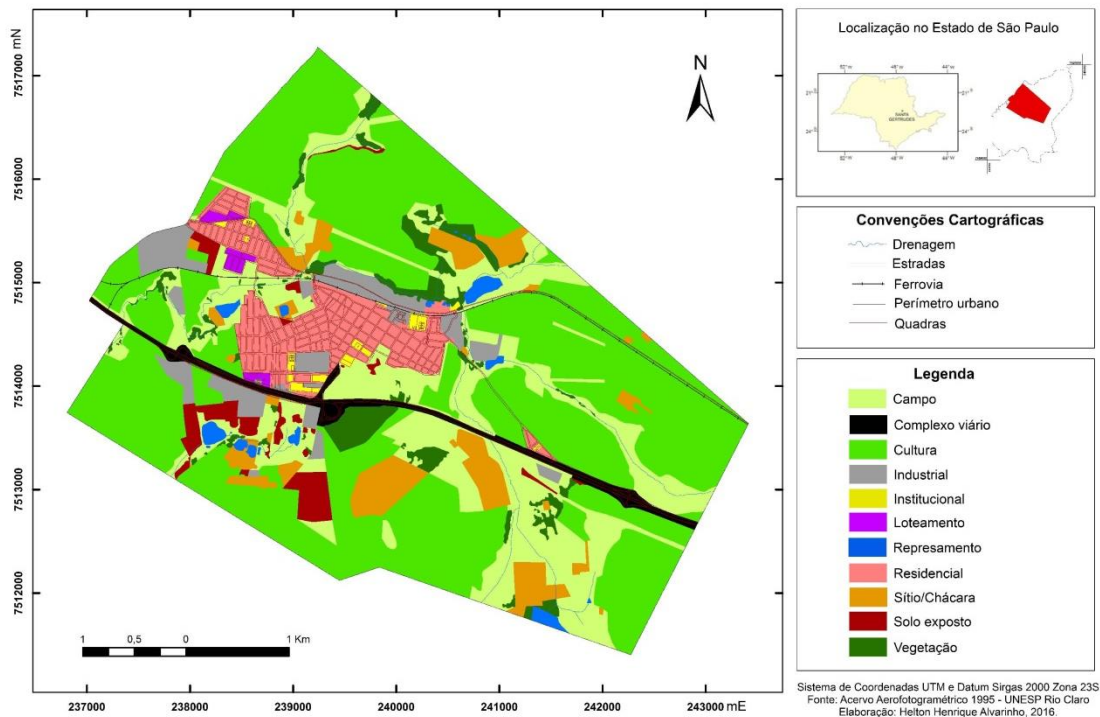 7517000 mN
7516000
7515000
7514000
7513000
7512000
N
1 0,5 0 1 Km
237000 238000 239000 240000 241000 242000 243000 mE
Localização no Estado de São Paulo
SANTA
GERTRUDES
Convenções Cartográficas
Drenagem
Estradas
Ferrovia
Perímetro urbano
Quadras
Legenda
Campo
Complexo viário
Cultura
Industrial
Institucional
Loteamento
Represamento
Residencial
Sítio/Chácara
Solo exposto
Vegetação
Sistema de Coordenadas UTM e Datum Sirgas 2000 Zona 23S
Fonte: Acervo Aerofotogramétrico 1995 - UNESP Rio Claro
Elaboração: Helton Henrique Alvarinho, 2016.